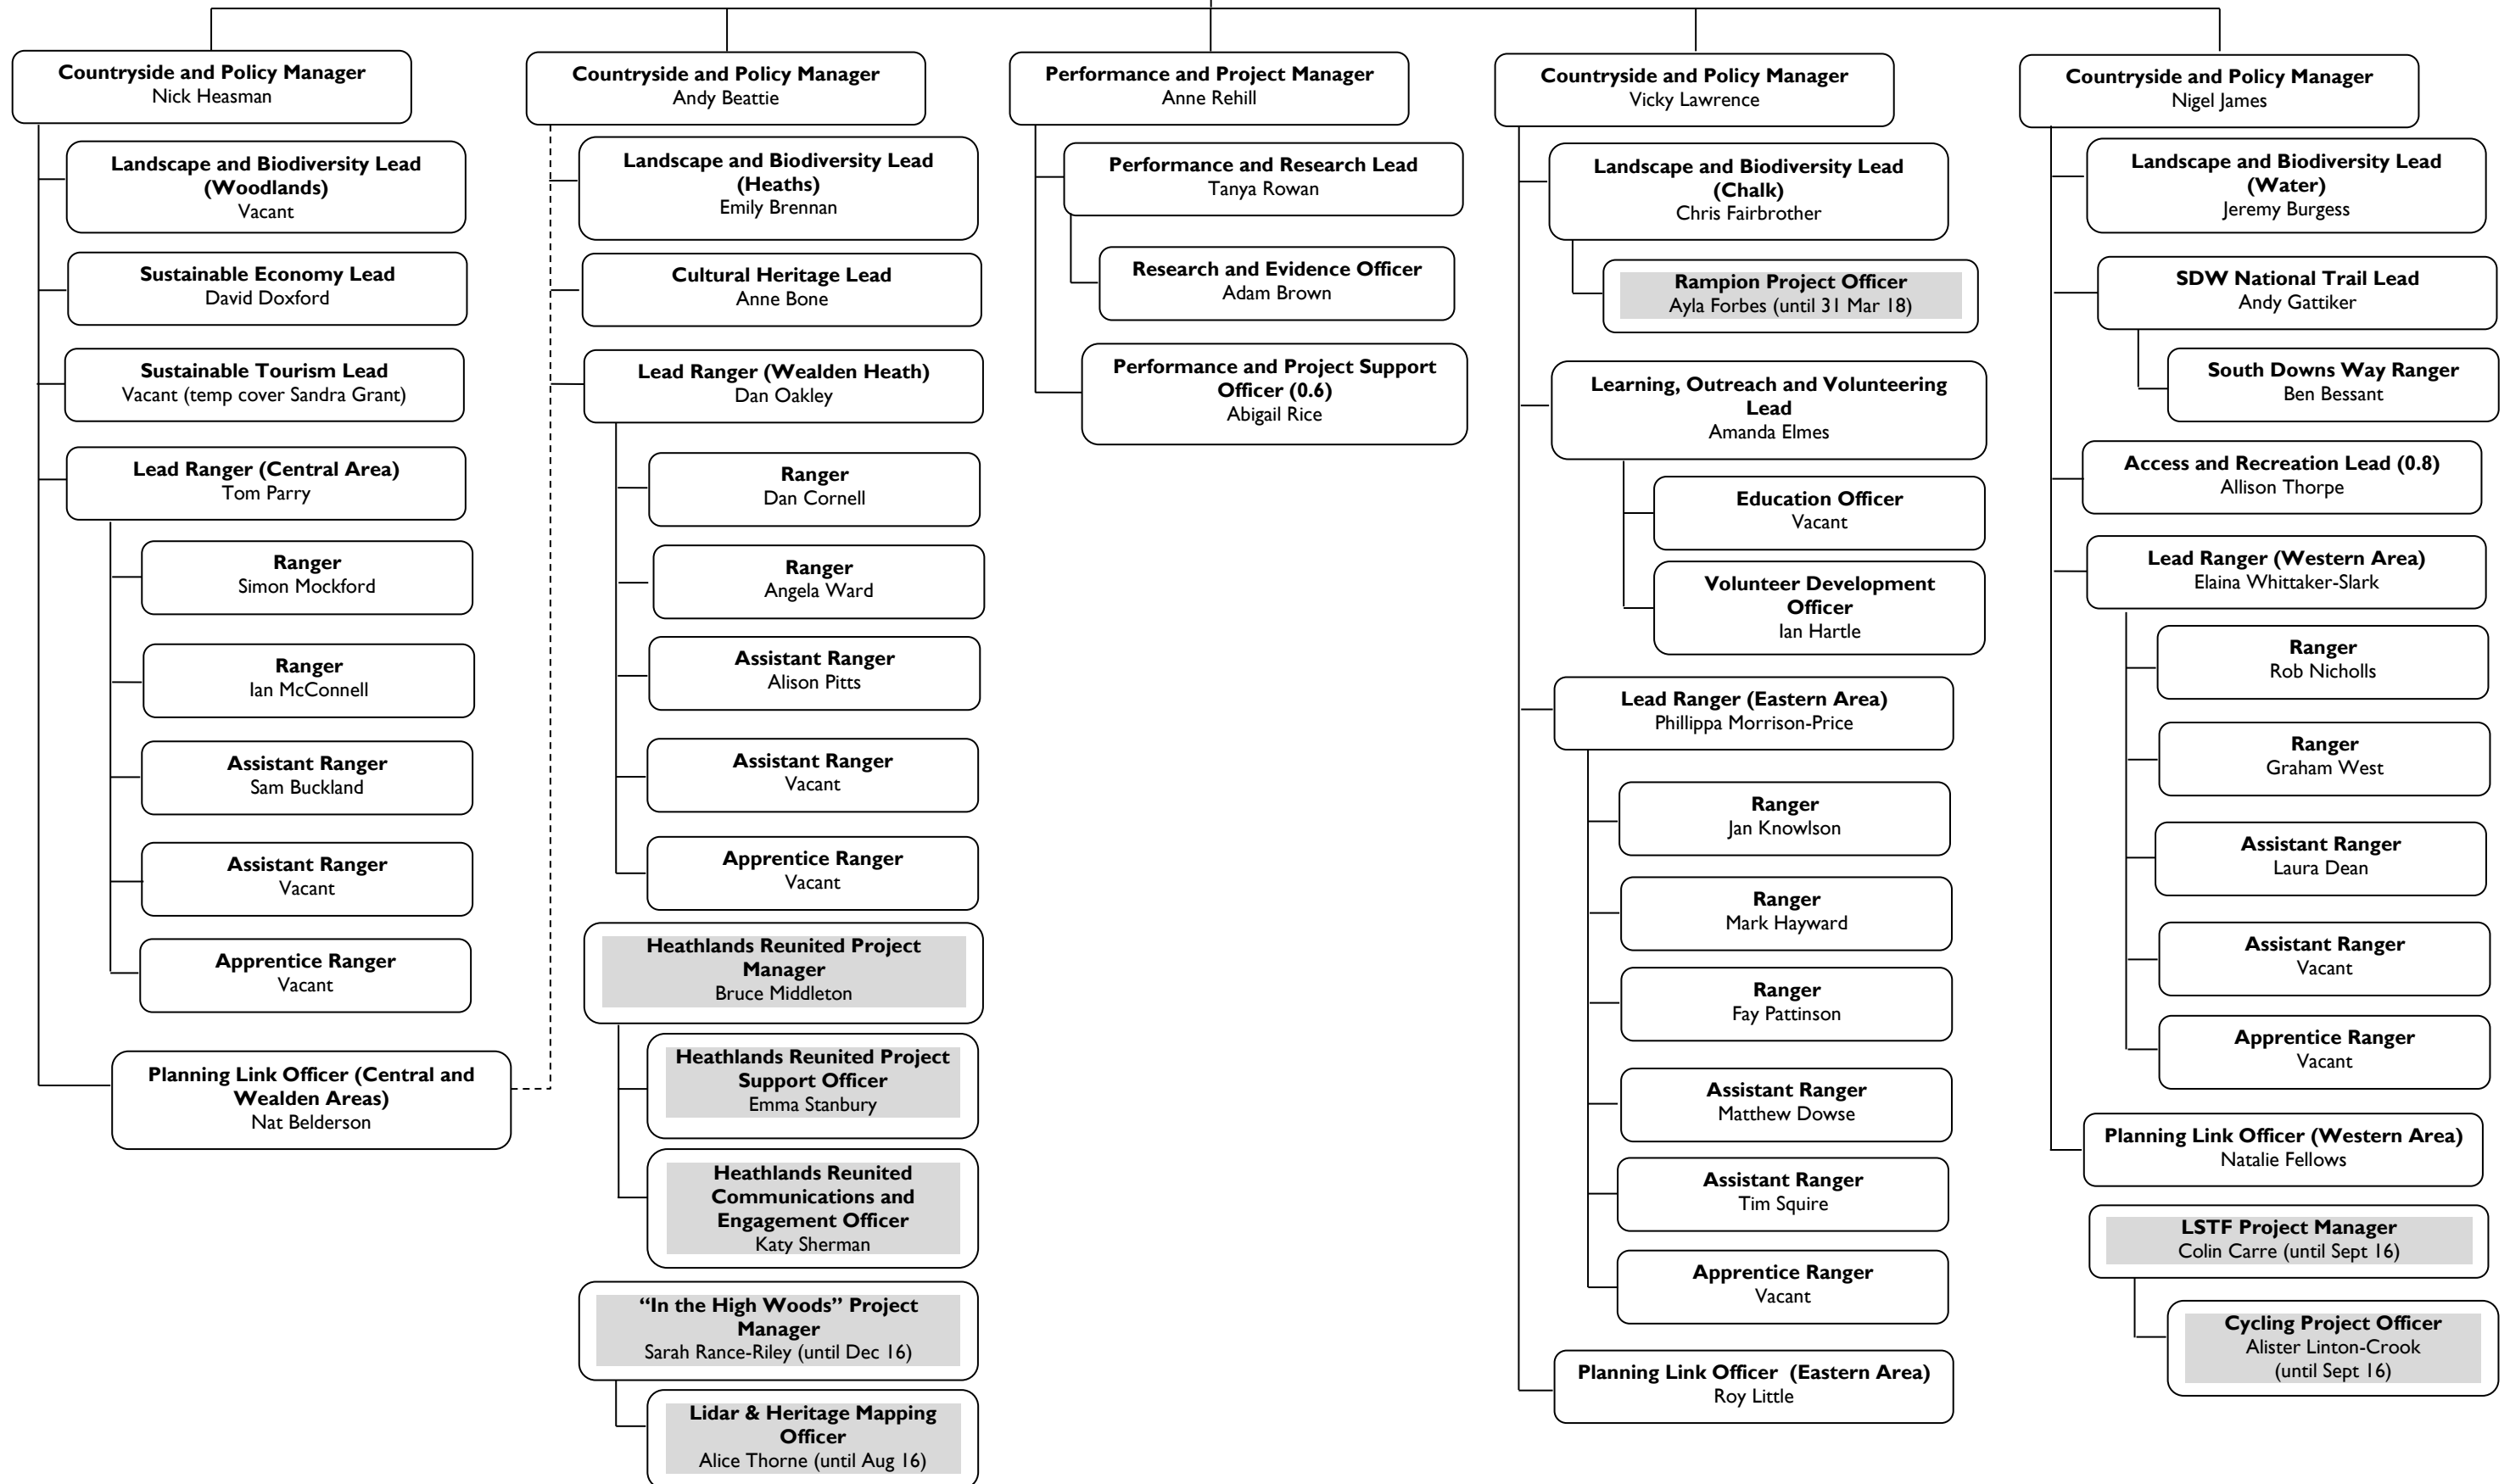 Countryside and Policy Manager
Nick Heasman
Landscape and Biodiversity Lead
(Woodlands)
Vacant
Sustainable Economy Lead
David Doxford
Sustainable Tourism Lead
Vacant (temp cover Sandra Grant)
Lead Ranger (Central Area)
Tom Parry
Ranger
Simon Mockford
Ranger
Ian McConnell
Assistant Ranger
Sam Buckland
Assistant Ranger
Vacant
Apprentice Ranger
Vacant
Planning Link Officer (Central and
Wealden Areas)
Nat Belderson
Countryside and Policy Manager
Andy Beattie
Landscape and Biodiversity Lead
(Heaths)
Emily Brennan
Cultural Heritage Lead
Anne Bone
Lead Ranger (Wealden Heath)
Dan Oakley
Ranger
Dan Cornell
Ranger
Angela Ward
Assistant Ranger
Alison Pitts
Assistant Ranger
Vacant
Apprentice Ranger
Vacant
Heathlands Reunited Project
Manager
Bruce Middleton
Heathlands Reunited Project
Support Officer
Emma Stanbury
Heathlands Reunited
Communications and
Engagement Officer
Katy Sherman
“In the High Woods” Project
Manager
Sarah Rance-Riley (until Dec 16)
Lidar & Heritage Mapping
Officer
Alice Thorne (until Aug 16)
Performance and Project Manager
Anne Rehill
Performance and Research Lead
Tanya Rowan
Research and Evidence Officer
Adam Brown
Performance and Project Support
Officer (0.6)
Abigail Rice
Countryside and Policy Manager
Vicky Lawrence
Landscape and Biodiversity Lead
(Chalk)
Chris Fairbrother
Rampion Project Officer
Ayla Forbes (until 31 Mar 18)
Learning, Outreach and Volunteering
Lead
Amanda Elmes
Education Officer
Vacant
Volunteer Development
Officer
Ian Hartle
Lead Ranger (Eastern Area)
Phillippa Morrison-Price
Ranger
Jan Knowlson
Ranger
Mark Hayward
Ranger
Fay Pattinson
Assistant Ranger
Matthew Dowse
Assistant Ranger
Tim Squire
Apprentice Ranger
Vacant
Planning Link Officer (Eastern Area)
Roy Little
Countryside and Policy Manager
Nigel James
Landscape and Biodiversity Lead
(Water)
Jeremy Burgess
SDW National Trail Lead
Andy Gattiker
South Downs Way Ranger
Ben Bessant
Access and Recreation Lead (0.8)
Allison Thorpe
Lead Ranger (Western Area)
Elaina Whittaker-Slark
Ranger
Rob Nicholls
Ranger
Graham West
Assistant Ranger
Laura Dean
Assistant Ranger
Vacant
Apprentice Ranger
Vacant
Planning Link Officer (Western Area)
Natalie Fellows
LSTF Project Manager
Colin Carre (until Sept 16)
Cycling Project Officer
Alister Linton-Crook
(until Sept 16)